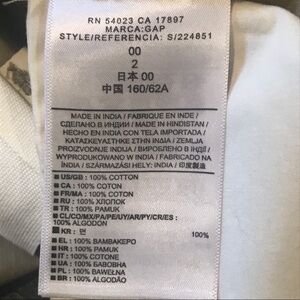 RN 54023 CA 17897
MARCA:GAP
STYLE/REFERENCIA: S/224851
00
2
日本 00
中国 160/62A
MADE IN INDIA / FABRIQUE EN INDE /
СДЕЛАНО В ИНДИИ / MADE IN HINDISTAN /
HECHO EN INDIA CON TELA IMPORTADA /
ΚΑΤΑΣΚΕΥΑΣΤΗΚΕ ΣΤΗΝ ΙΝΔΙΑ / ZEMLJA
PROIZVODNJE INDIJA / ВИРОБЛЕНО В ІНДІЇ /
WYPRODUKOWANO W INDIA / FABRICADO NA
ÍNDIA / SZÁRMAZÁSI HELY: INDIA / 印度製造
US/GB : 100% COTTON
CA : 100% COTON
FR/MA : 100% COTON
RU : 100% ХЛОПОК
TR : 100% PAMUK
CL/CO/MX/PA/PE/UY/AR/PY/CR/ES :
100% ALGODON
KR : 면 100%
EL : 100% ΒΑΜΒΑΚΕΡΟ
HR : 100% PAMUK
IT : 100% COTONE
UA : 100% БАВОВНА
PL : 100% BAWEŁNA
BR : 100% ALGODÃO